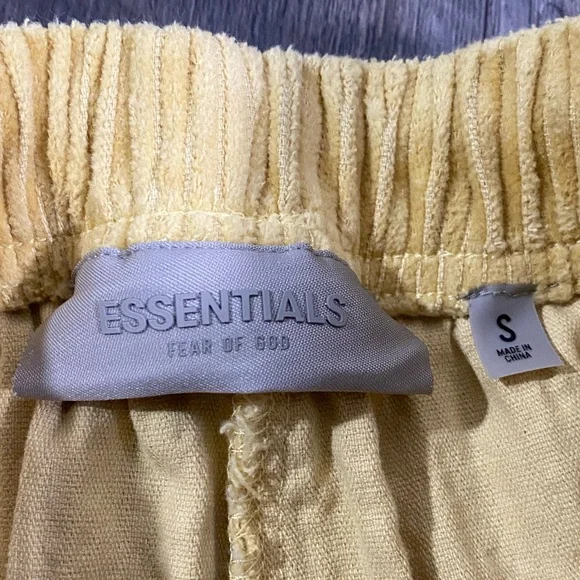 ESSENTIALS
FEAR OF GOD
S
MADE IN
CHINA